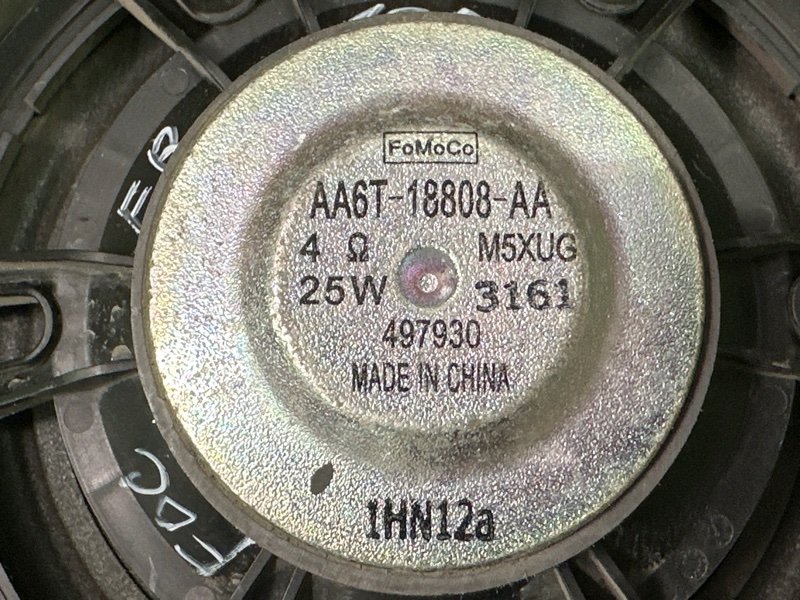 FoMoCo
AA6T-18808-AA
4 Ω M5XUG
25W 3161
497930
MADE IN CHINA
1HN12a